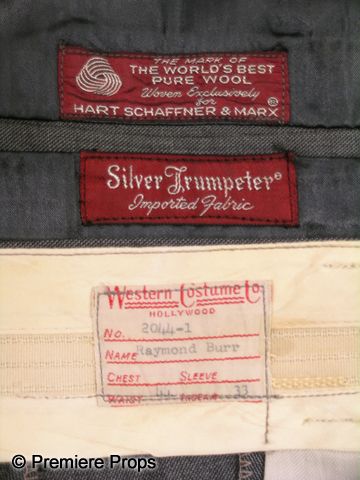 THE MARK OF
THE WORLD'S BEST
PURE WOOL
Woven Exclusively
for
HART SCHAFFNER & MARX ®
Silver Trumpeter®
Imported Fabric
Western Costume Co.
HOLLYWOOD
NO. 2044-1
NAME Raymond Burr
CHEST SLEEVE
WAIST 44 INSEAM 33
© Premiere Props